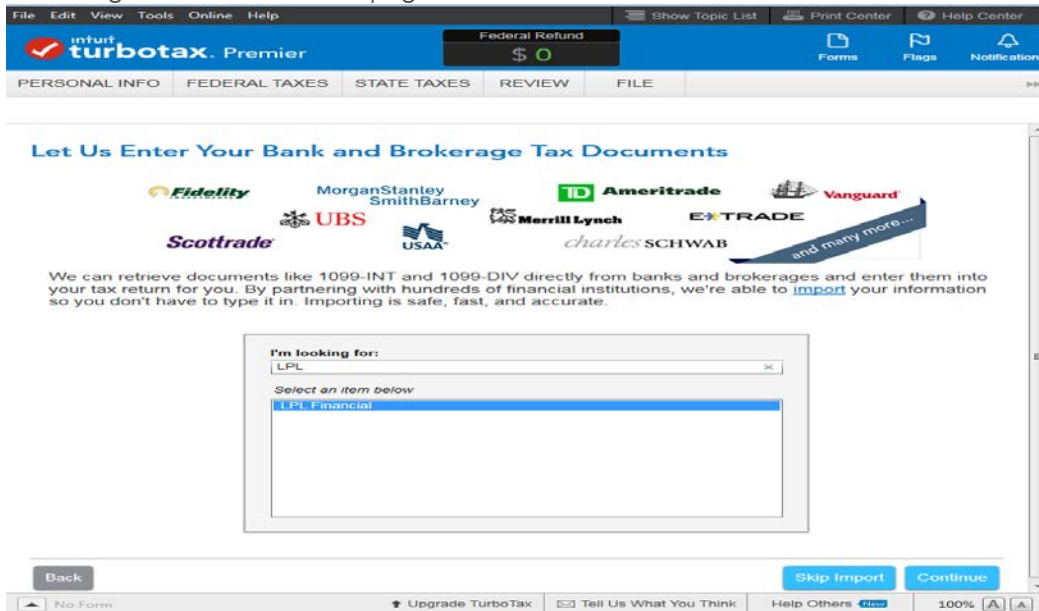 File Edit View Tools Online Help Show Topic List Print Center Help Center
intuit
turbotax. Premier
Federal Refund
$ 0
Forms Flags Notification
PERSONAL INFO FEDERAL TAXES STATE TAXES REVIEW FILE
Let Us Enter Your Bank and Brokerage Tax Documents
Fidelity MorganStanley SmithBarney TD Ameritrade Vanguard
UBS Merrill Lynch E*TRADE
Scottrade USAA charles SCHWAB and many more...
We can retrieve documents like 1099-INT and 1099-DIV directly from banks and brokerages and enter them into
your tax return for you. By partnering with hundreds of financial institutions, we're able to import your information
so you don't have to type it in. Importing is safe, fast, and accurate.
I'm looking for:
LPL
Select an item below
LPL Financial
Back Skip Import Continue
No Form Upgrade TurboTax Tell Us What You Think Help Others New 100% A A